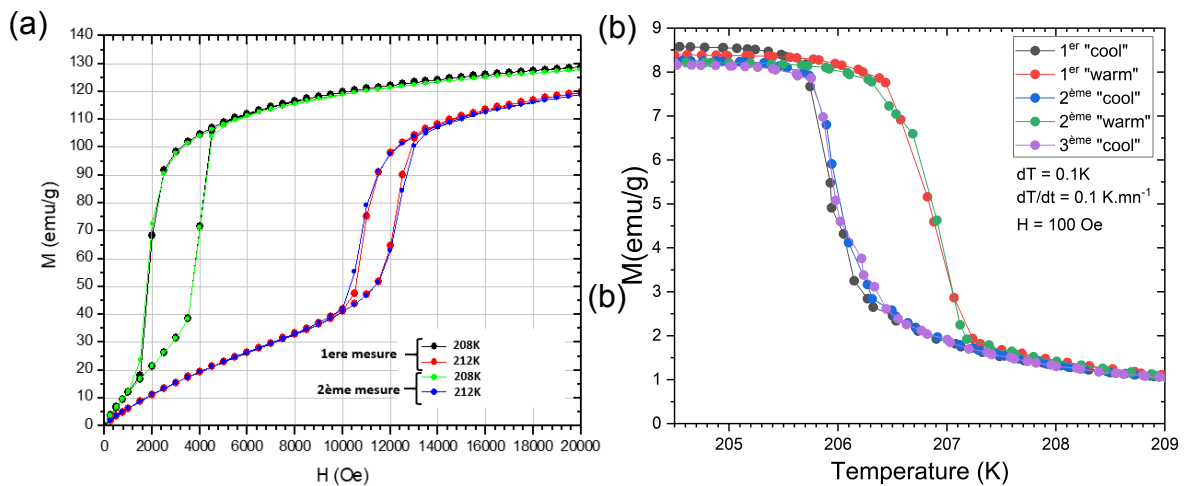 (a)
M (emu/g)
140
130
120
110
100
90
80
70
60
50
40
30
20
10
0
0 2000 4000 6000 8000 10000 12000 14000 16000 18000 20000
H (Oe)
1ere mesure
208K
212K
2ème mesure
208K
212K
(b)
M(emu/g)
9
8
7
6
5
4
3
2
1
0
(b)
205 206 207 208 209
Temperature (K)
1er "cool"
1er "warm"
2ème "cool"
2ème "warm"
3ème "cool"
dT = 0.1K
dT/dt = 0.1 K.mn-1
H = 100 Oe